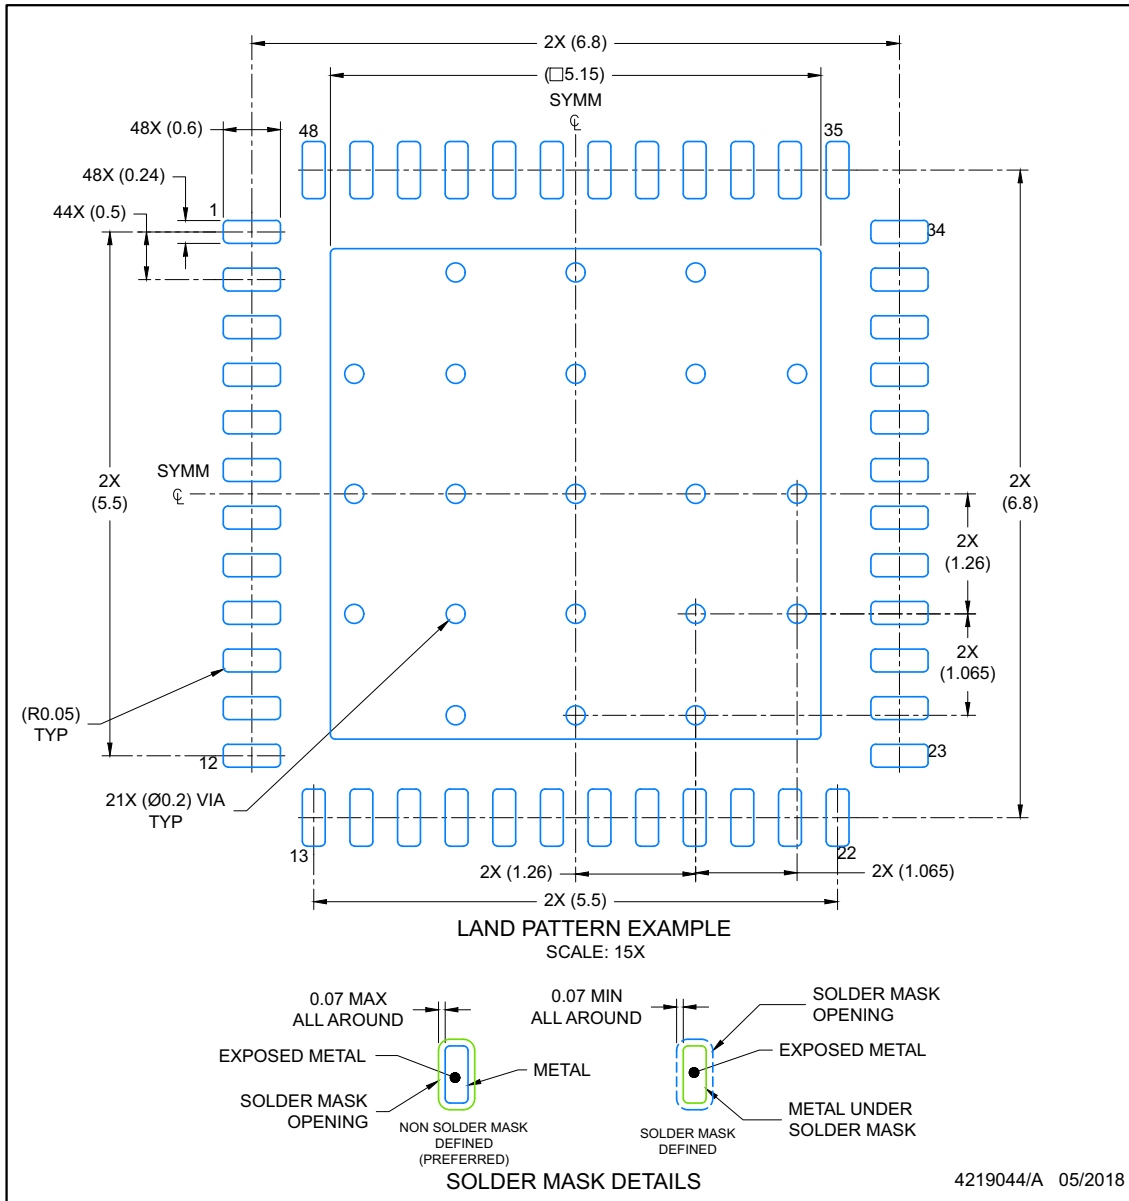 2X (6.8)
(□5.15)
SYMM
℄
48X (0.6)
48
35
48X (0.24)
44X (0.5)
1
34
SYMM
℄
2X
(5.5)
2X
(6.8)
2X
(1.26)
2X
(1.065)
(R0.05)
TYP
12
23
21X (Ø0.2) VIA
TYP
13
22
2X (1.26)
2X (1.065)
2X (5.5)
LAND PATTERN EXAMPLE
SCALE: 15X
0.07 MAX
ALL AROUND
0.07 MIN
ALL AROUND
SOLDER MASK
OPENING
EXPOSED METAL
METAL
EXPOSED METAL
SOLDER MASK
OPENING
METAL UNDER
SOLDER MASK
NON SOLDER MASK
DEFINED
(PREFERRED)
SOLDER MASK
DEFINED
SOLDER MASK DETAILS
4219044/A 05/2018